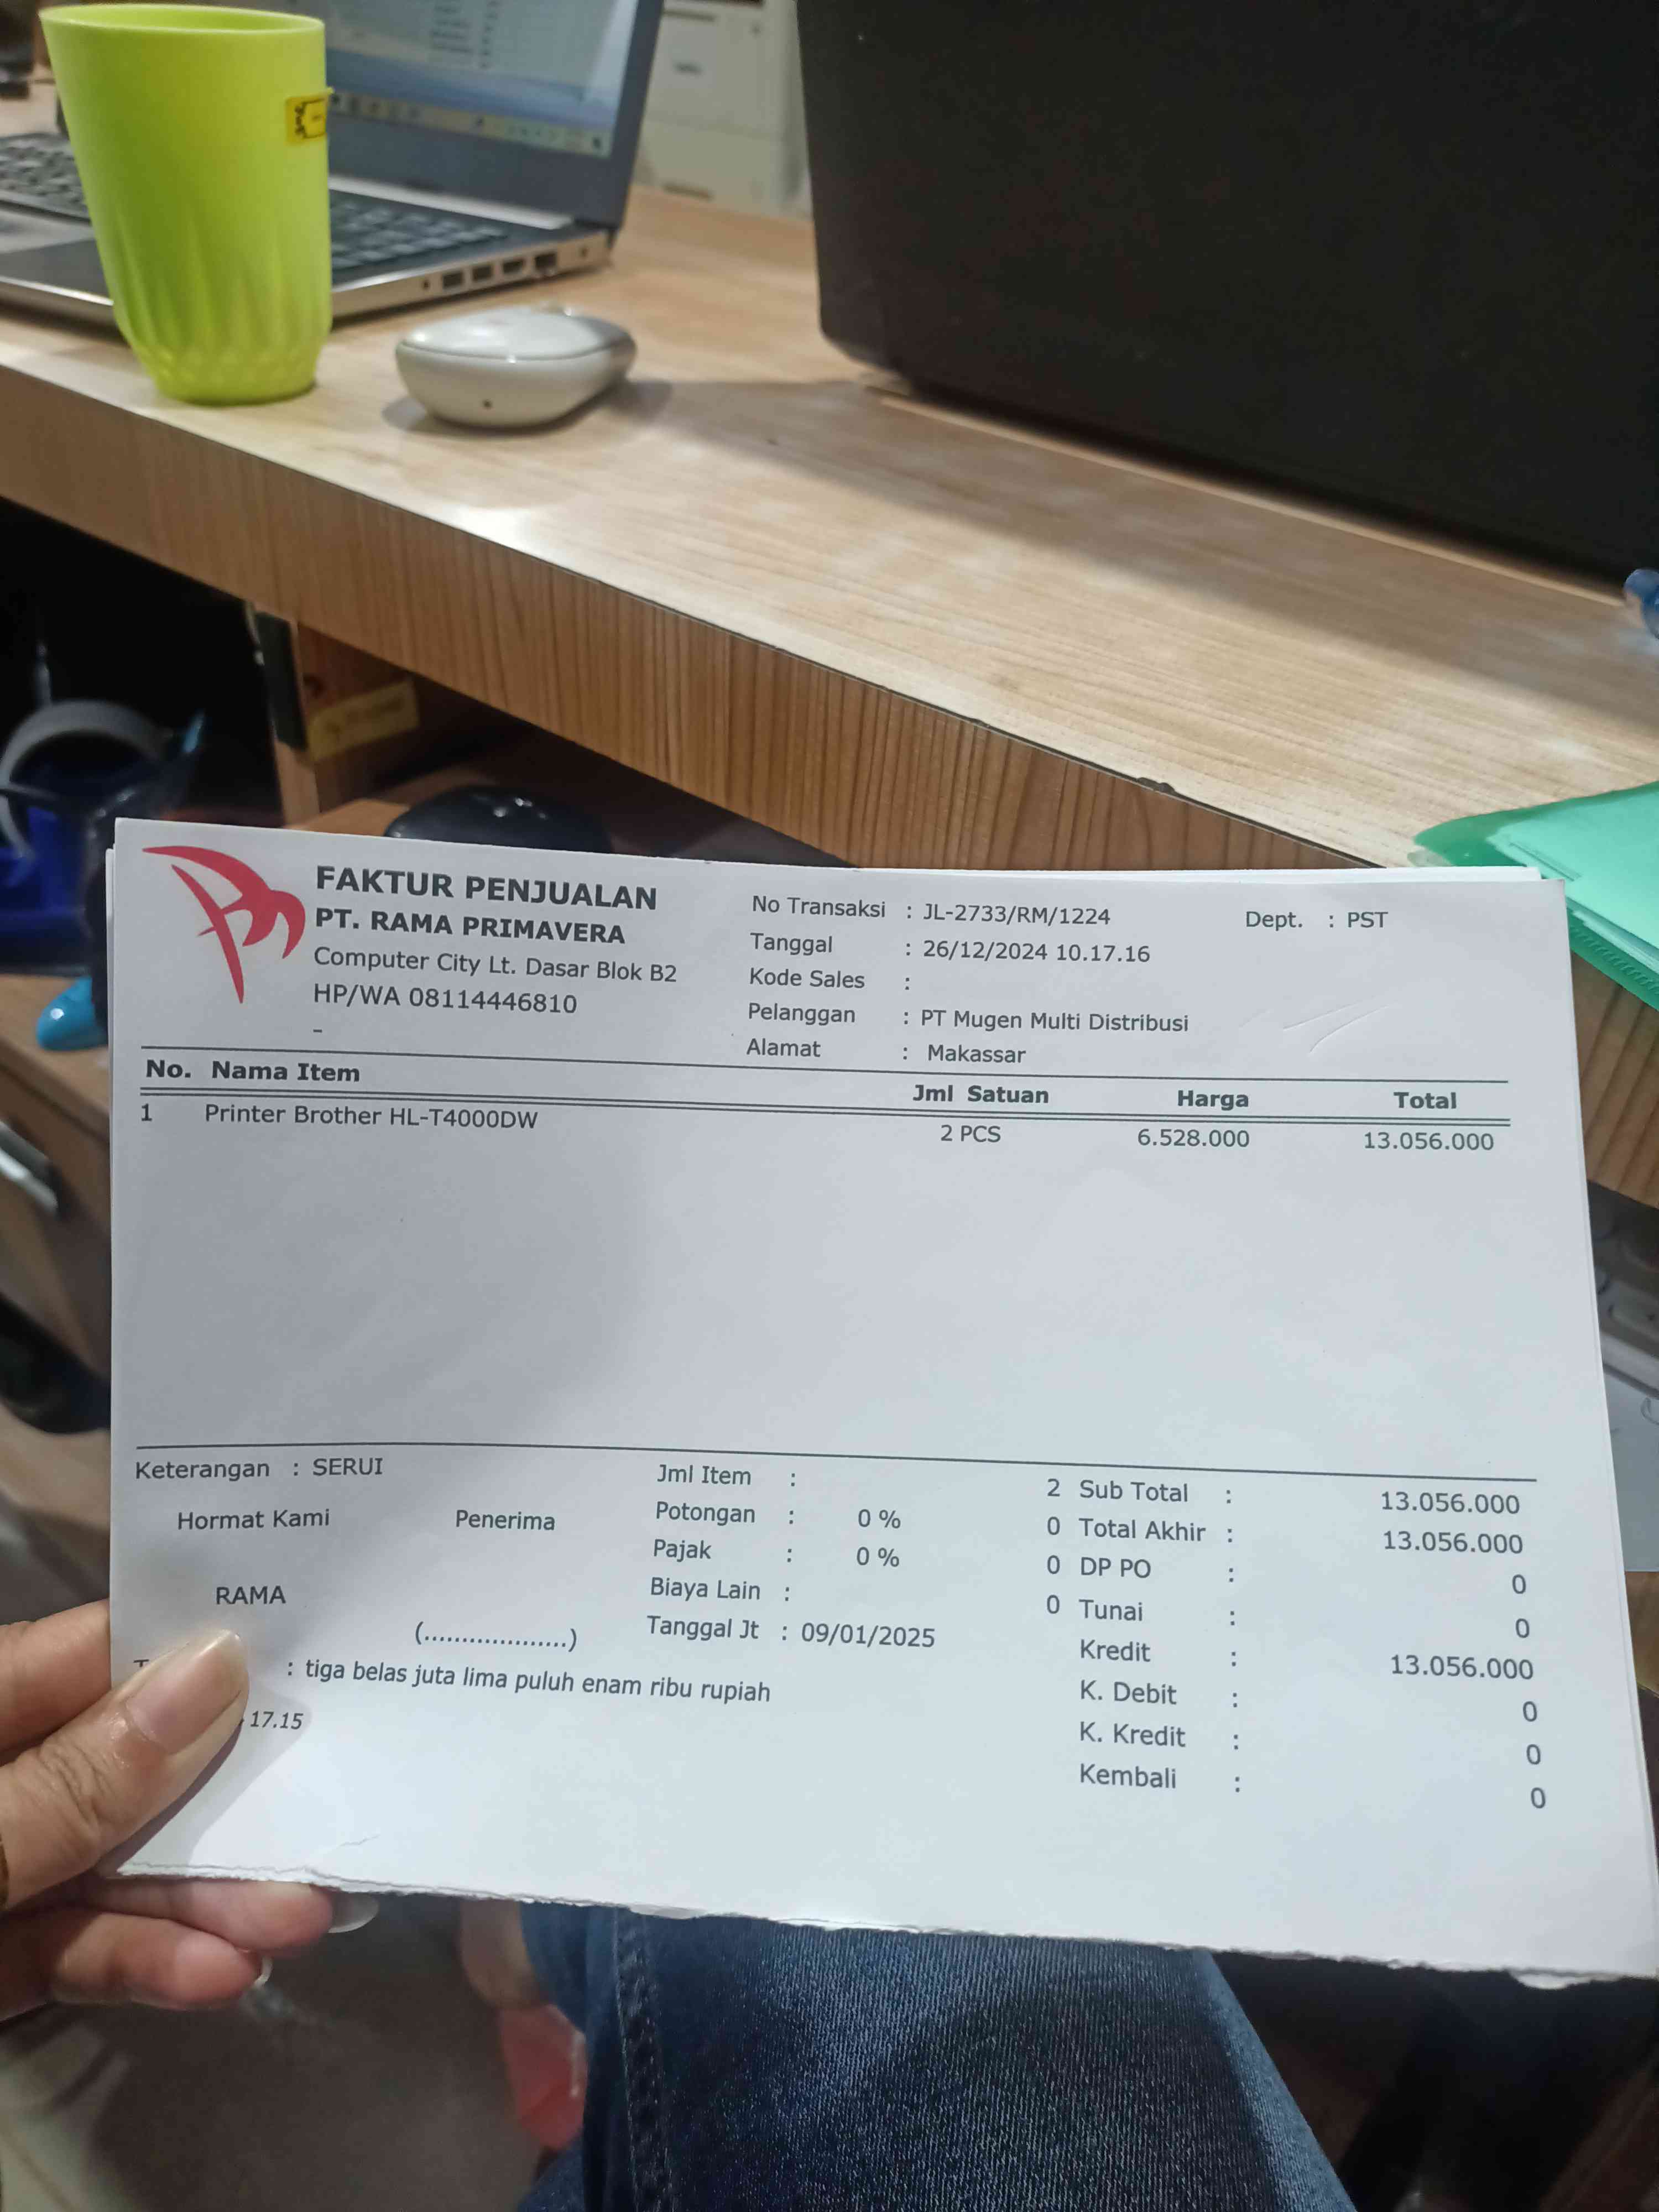 FAKTUR PENJUALAN
PT. RAMA PRIMAVERA
Computer City Lt. Dasar Blok B2
HP/WA 08114446810
-
No Transaksi : JL-2733/RM/1224 Dept. : PST
Tanggal : 26/12/2024 10.17.16
Kode Sales :
Pelanggan : PT Mugen Multi Distribusi
Alamat : Makassar
No. Nama Item Jml Satuan Harga Total
1 Printer Brother HL-T4000DW 2 PCS 6.528.000 13.056.000
Keterangan : SERUI
Hormat Kami Penerima
RAMA
(...................)
: tiga belas juta lima puluh enam ribu rupiah
17.15
Jml Item : 2
Potongan : 0 % 0
Pajak : 0 % 0
Biaya Lain : 0
Tanggal Jt : 09/01/2025
Sub Total : 13.056.000
Total Akhir : 13.056.000
DP PO : 0
Tunai : 0
Kredit : 13.056.000
K. Debit : 0
K. Kredit : 0
Kembali : 0